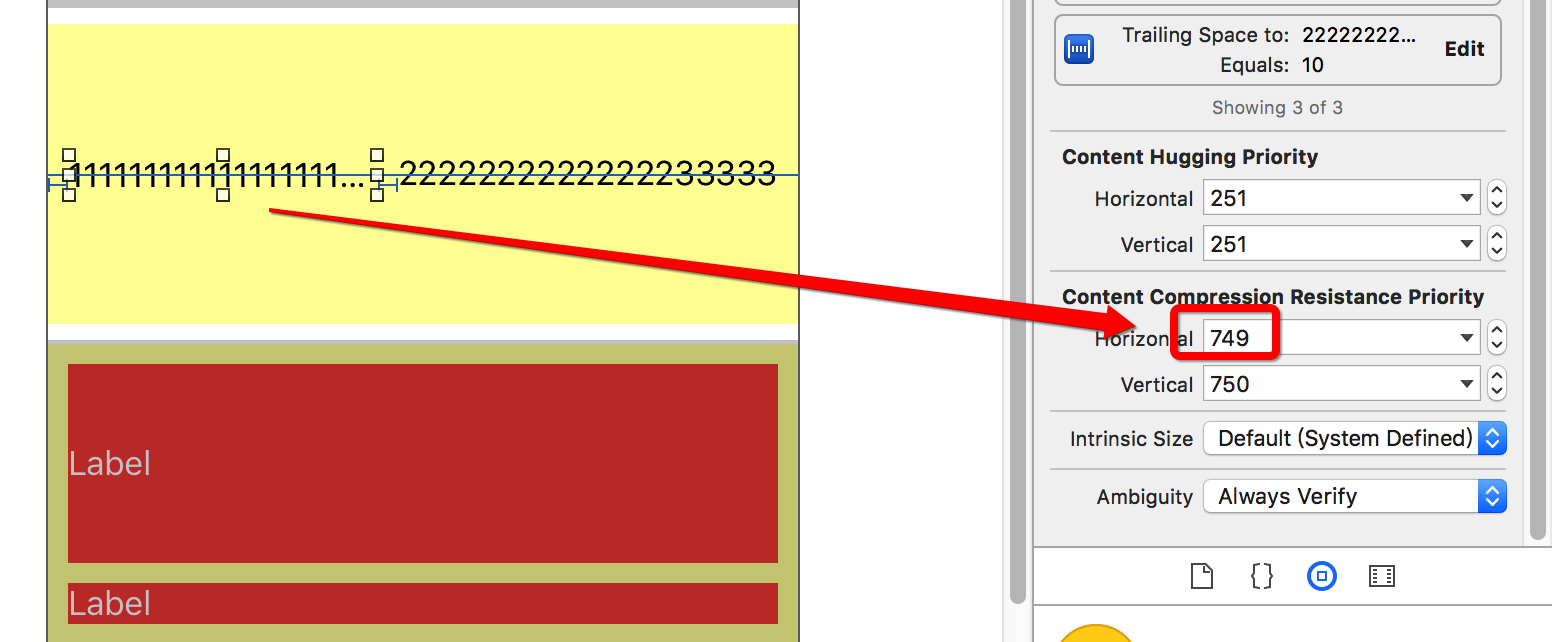 Trailing Space to: 22222222...
Edit
Equals: 10
Showing 3 of 3
111111111111111111...
2222222222222233333
Content Hugging Priority
Horizontal 251
Vertical 251
Content Compression Resistance Priority
Horizontal 749
Vertical 750
Intrinsic Size Default (System Defined)
Ambiguity Always Verify
Label
Label